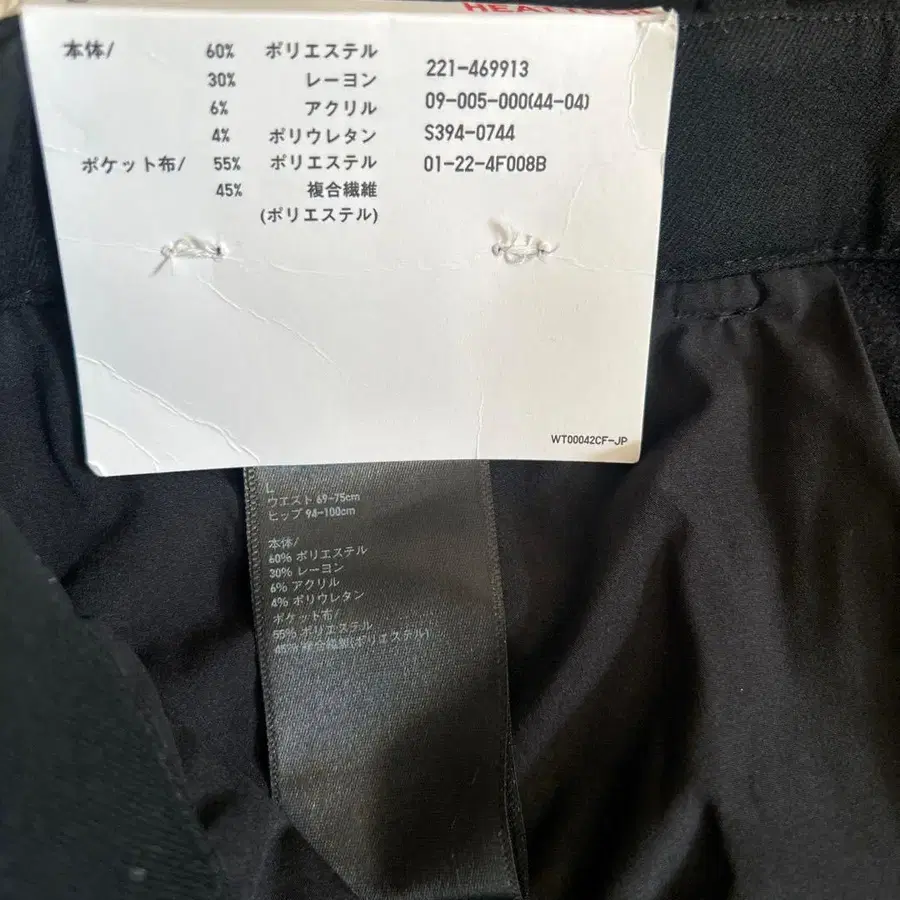 本体/ 60% ポリエステル
30% レーヨン
6% アクリル
4% ポリウレタン
ポケット布/ 55% ポリエステル
45% 複合繊維
(ポリエステル)
221-469913
09-005-000(44-04)
S394-0744
01-22-4F008B
WT00042CF-JP
L
ウエスト 69-75cm
ヒップ 94-100cm
本体/
60% ポリエステル
30% レーヨン
6% アクリル
4% ポリウレタン
ポケット布/
55% ポリエステル
45% 複合繊維(ポリエステル)